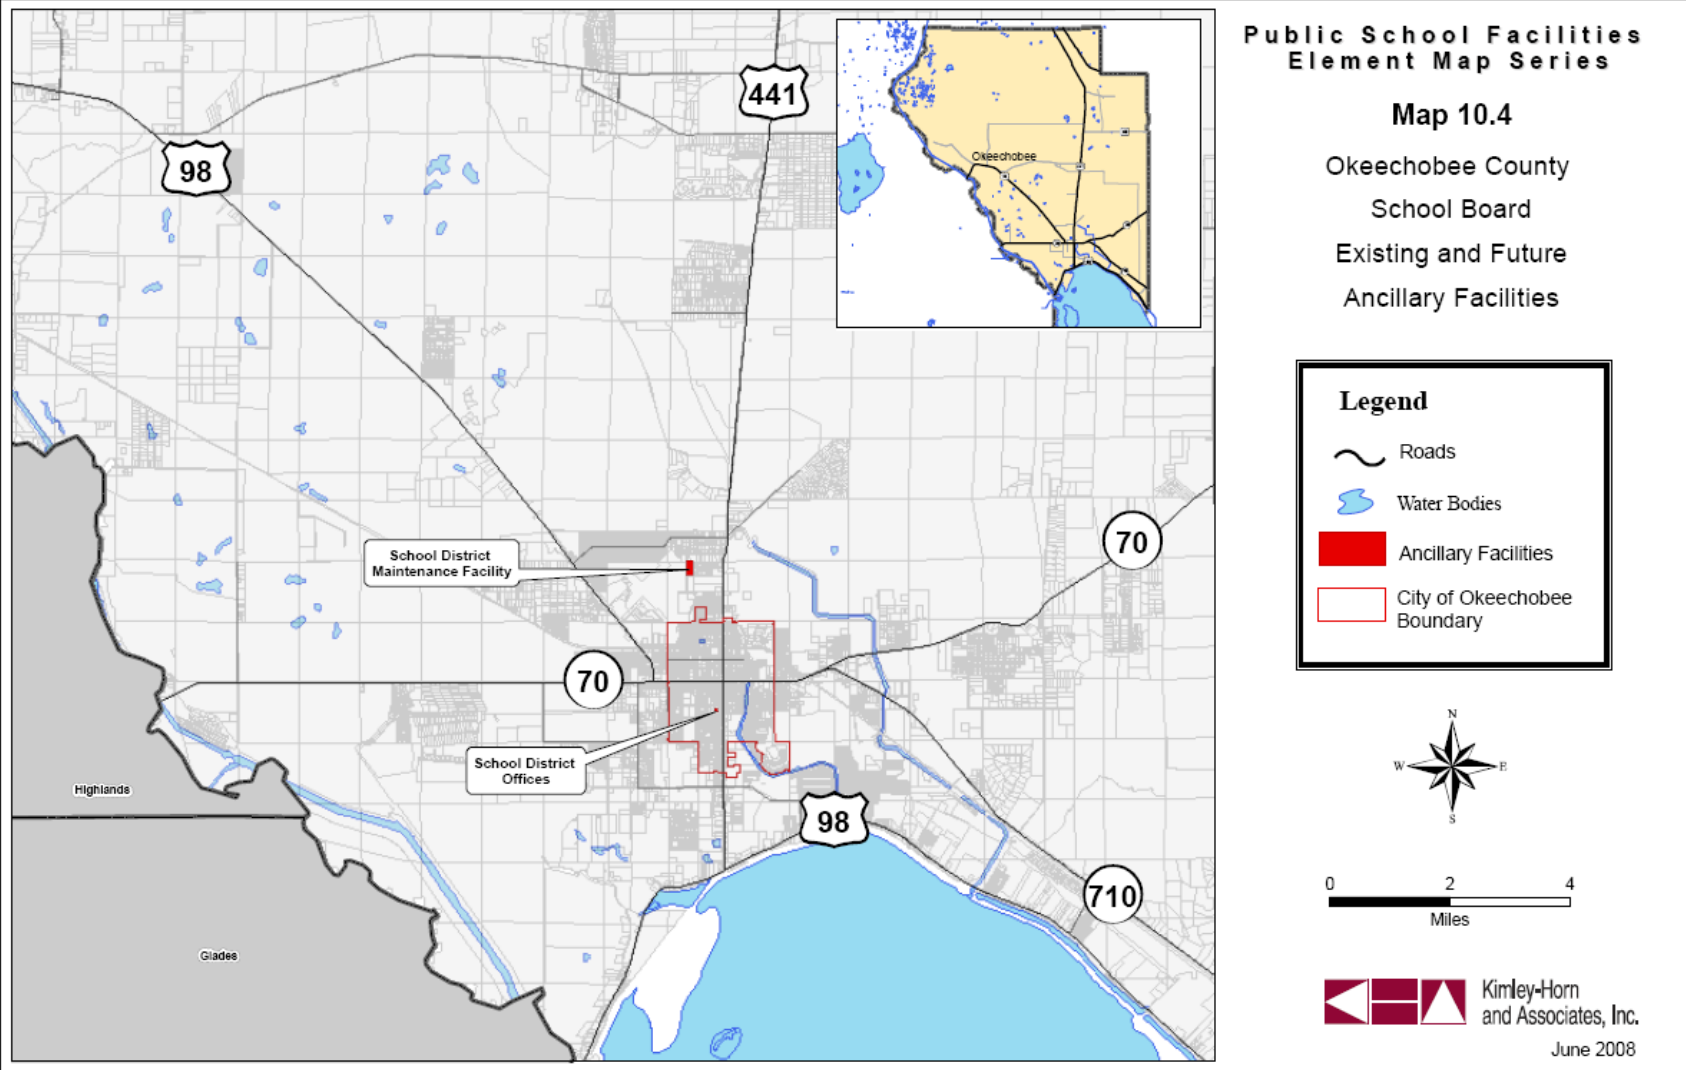 Public School Facilities
Element Map Series
Map 10.4
Okeechobee County
School Board
Existing and Future
Ancillary Facilities
Legend
Roads
Water Bodies
Ancillary Facilities
City of Okeechobee
Boundary
N
W
E
S
0 2 4
Miles
Kimley-Horn
and Associates, Inc.
June 2008
441
98
Okeechobee
70
School District
Maintenance Facility
70
School District
Offices
98
710
Highlands
Glades